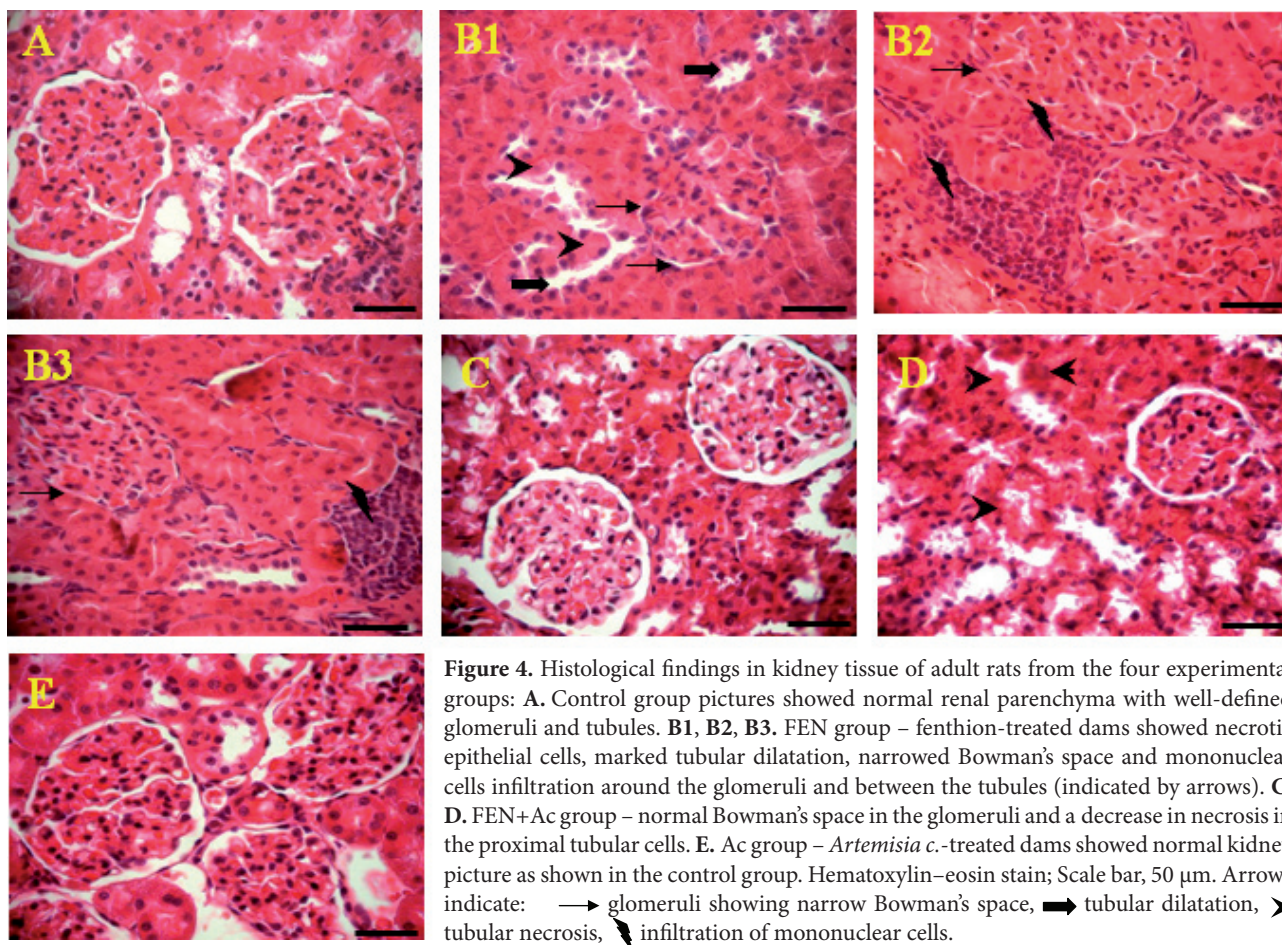 A
B1
B2
B3
C
D
E
Figure 4. Histological findings in kidney tissue of adult rats from the four experimenta
groups: A. Control group pictures showed normal renal parenchyma with well-define
glomeruli and tubules. B1, B2, B3. FEN group – fenthion-treated dams showed necroti
epithelial cells, marked tubular dilatation, narrowed Bowman's space and mononuclea
cells infiltration around the glomeruli and between the tubules (indicated by arrows). C
D. FEN+Ac group – normal Bowman's space in the glomeruli and a decrease in necrosis in
the proximal tubular cells. E. Ac group – Artemisia c.-treated dams showed normal kidney
picture as shown in the control group. Hematoxylin–eosin stain; Scale bar, 50 µm. Arrow
indicate: glomeruli showing narrow Bowman's space, tubular dilatation,
tubular necrosis, infiltration of mononuclear cells.